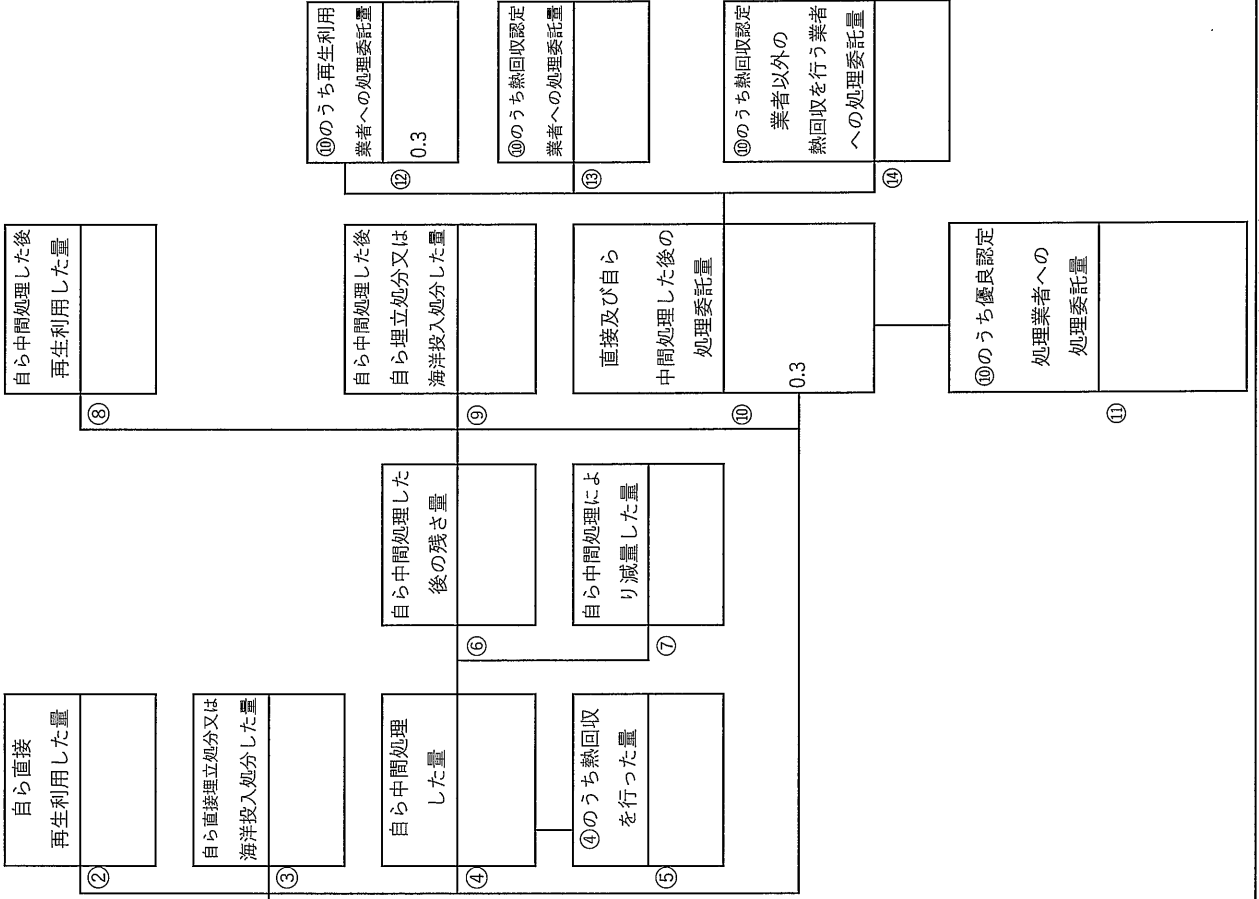 ②
自ら直接
再生利用した量
③
自ら直接埋立処分又は
海洋投入処分した量
④
自ら中間処理
した量
⑤
④のうち熱回収
を行った量
⑥
自ら中間処理した
後の残さ量
⑦
自ら中間処理によ
り減量した量
⑧
自ら中間処理した後
再生利用した量
⑨
自ら中間処理した後
自ら埋立処分又は
海洋投入処分した量
⑩
直接及び自ら
中間処理した後の
処理委託量
0.3
⑪
⑩のうち優良認定
処理業者への
処理委託量
⑫
⑩のうち再生利用
業者への処理委託量
0.3
⑬
⑩のうち熱回収認定
業者への処理委託量
⑭
⑩のうち熱回収認定
業者以外の
熱回収を行う業者
への処理委託量